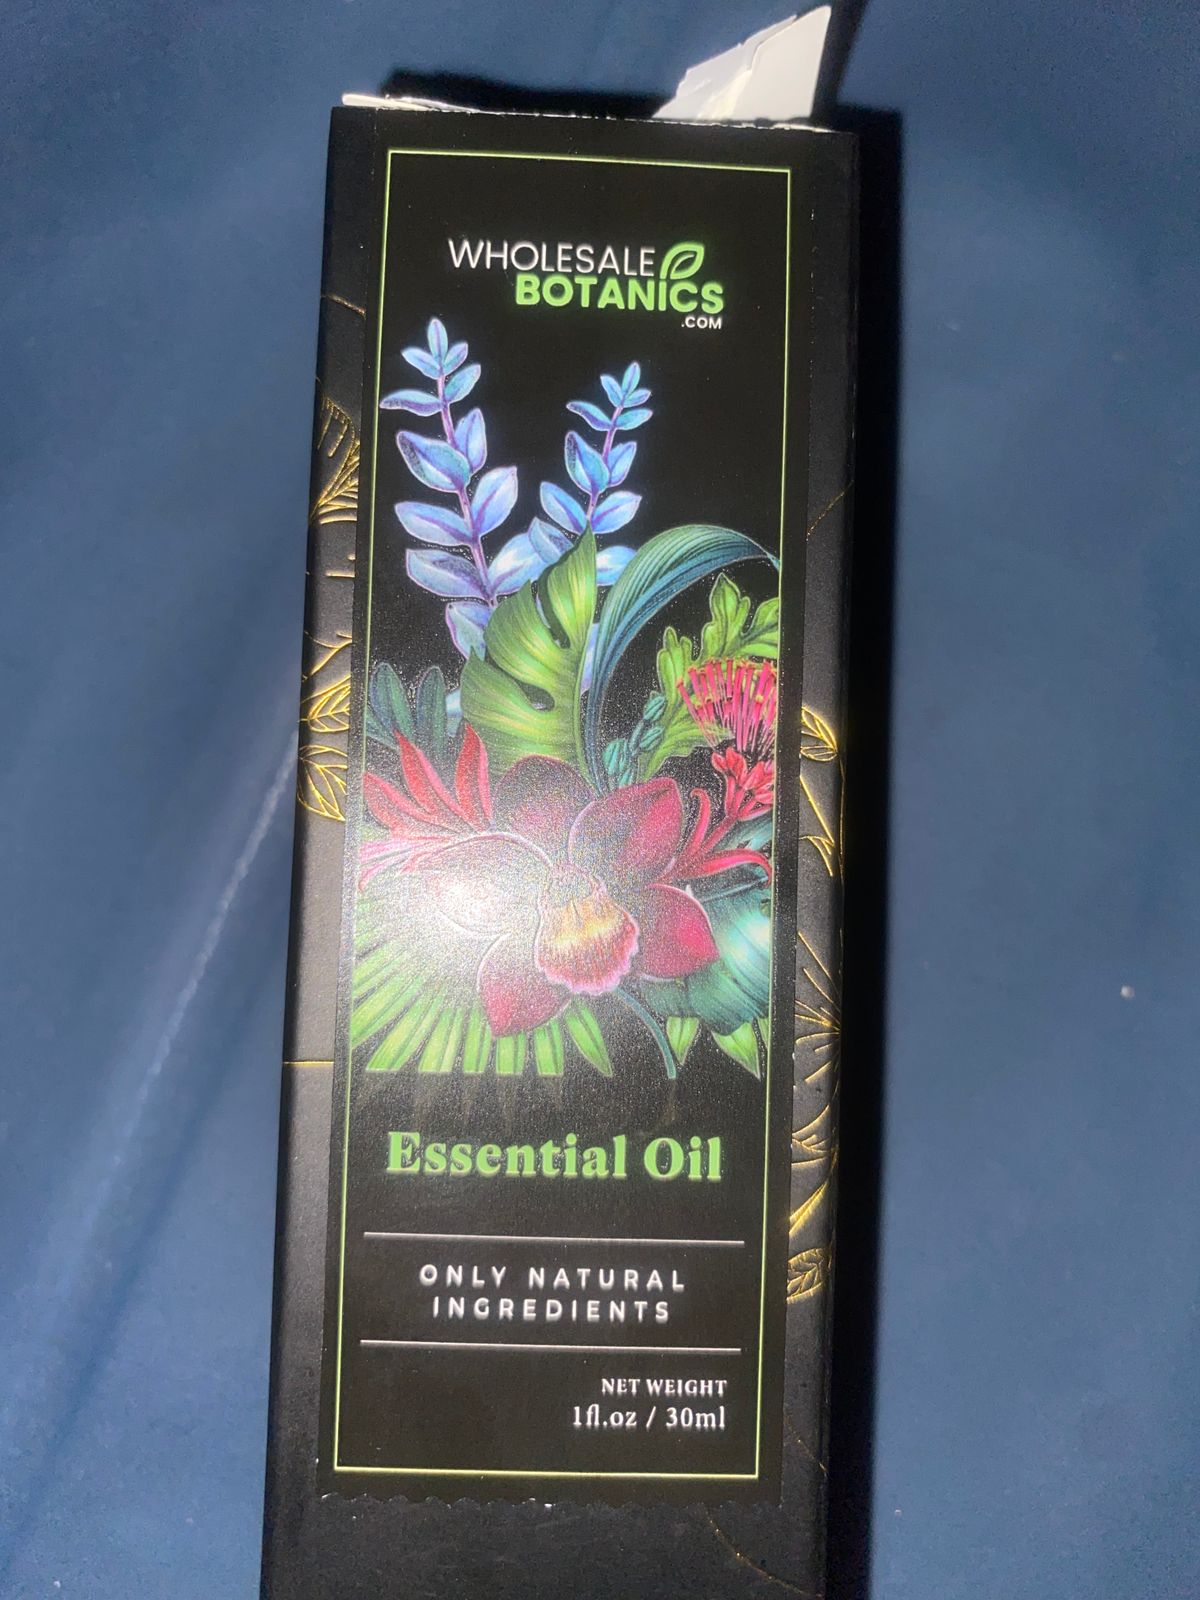 WHOLESALE
BOTANICS
.COM
Essential Oil
ONLY NATURAL
INGREDIENTS
NET WEIGHT
1fl.oz / 30ml